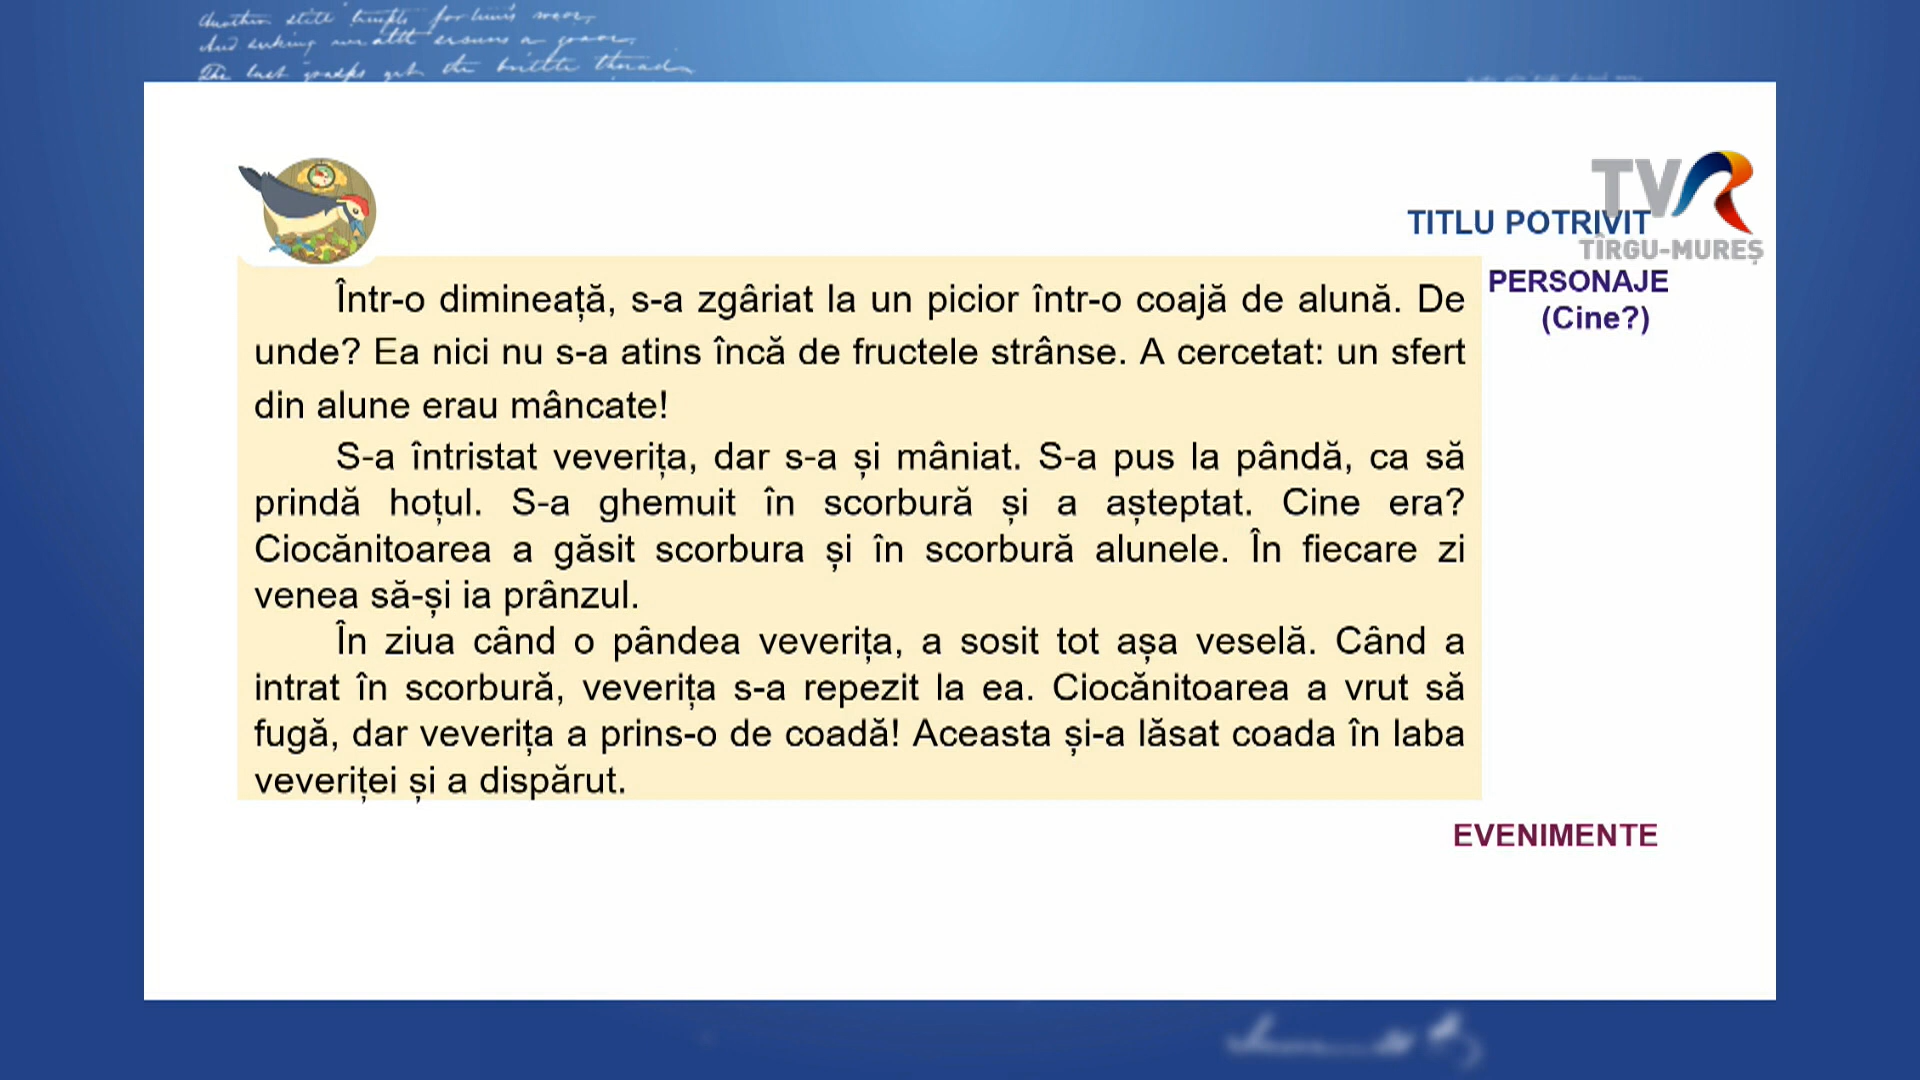 the brittle thread
TVR
TITLU POTRIVIT
TÎRGU-MUREȘ
PERSONAJE
(Cine?)
Într-o dimineață, s-a zgâriat la un picior într-o coajă de alună. De
unde? Ea nici nu s-a atins încă de fructele strânse. A cercetat: un sfert
din alune erau mâncate!
S-a întristat veverița, dar s-a și mâniat. S-a pus la pândă, ca să
prindă hoțul. S-a ghemuit în scorbură și a așteptat. Cine era?
Ciocănitoarea a găsit scorbura și în scorbură alunele. În fiecare zi
venea să-și ia prânzul.
În ziua când o pândea veverița, a sosit tot așa veselă. Când a
intrat în scorbură, veverița s-a repezit la ea. Ciocănitoarea a vrut să
fugă, dar veverița a prins-o de coadă! Aceasta și-a lăsat coada în laba
veveriței și a dispărut.
EVENIMENTE